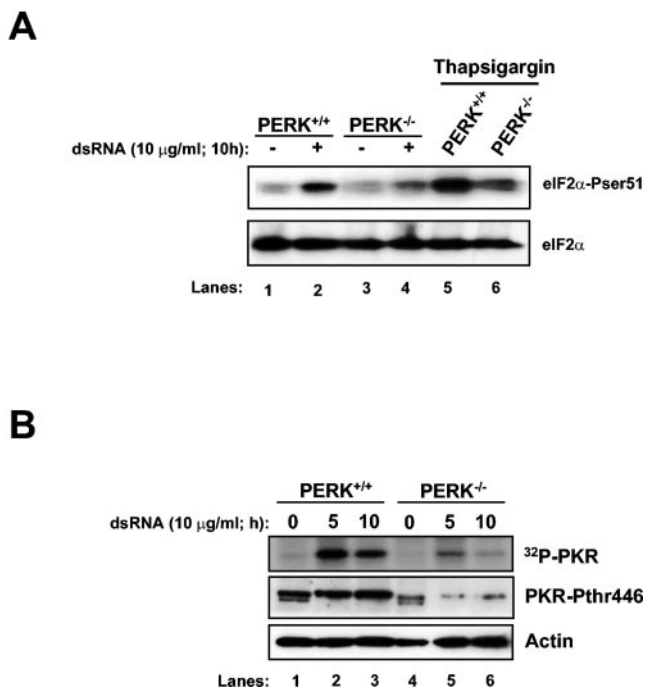 A
Thapsigargin
PERK+/+ PERK-/- PERK+/+ PERK-/-
dsRNA (10 μg/ml; 10h): - + - +
eIF2α-Pser51
eIF2α
Lanes: 1 2 3 4 5 6
B
PERK+/+ PERK-/-
dsRNA (10 μg/ml; h): 0 5 10 0 5 10
32P-PKR
PKR-Pthr446
Actin
Lanes: 1 2 3 4 5 6